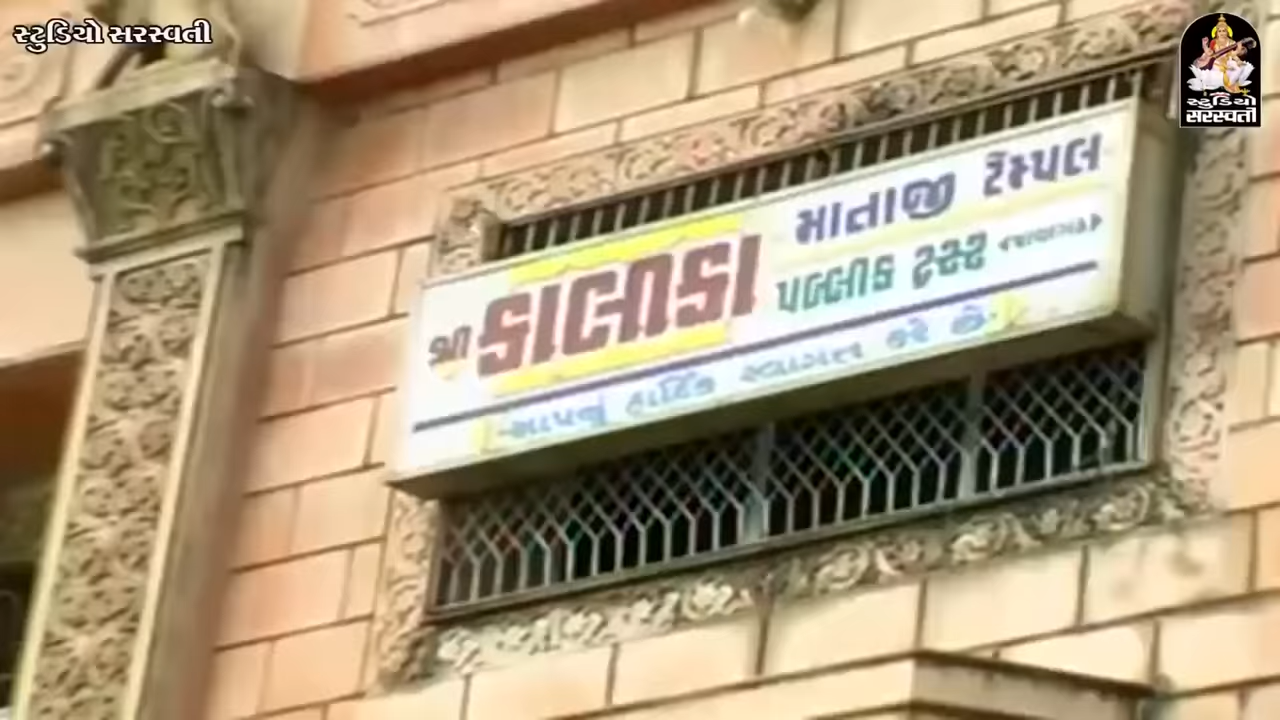 સ્ટુડિયો સરસ્વતી
સ્ટુડિયો
સરસ્વતી
શ્રી કાલીકા માતાજી ટેમ્પલ
પબ્લીક ટ્રસ્ટ
આપનું હાર્દિક સ્વાગત કરે છે.